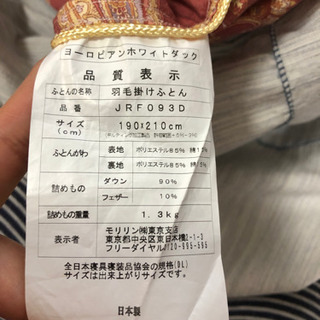 ヨーロピアンホワイトダック
品質表示
ふとんの名称 羽毛掛けふとん
品番 JRF093D
サイズ(cm) 190×210cm
ふとんがわ 表地 ポリエステル85%
裏地 ポリエステル85%
詰めもの ダウン 90%
フェザー 10%
詰めもの重量 1.3kg
表示者 モリリン㈱東京支店
東京都中央区東日本橋
フリーダイヤル
全日本寝具寝装品協会の規格(DL)
サイズは出来上がりサイズです。
日本製